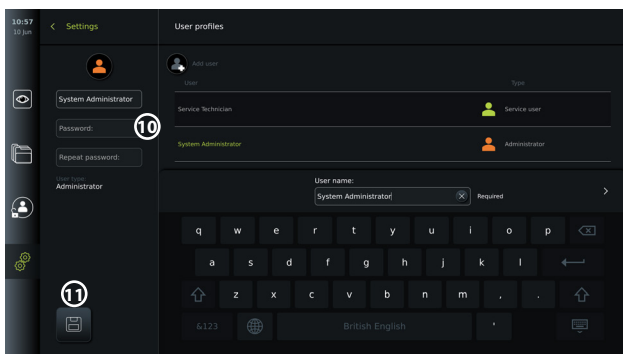 10:57
10 Jun
Settings
User profiles
Add user
User
Type
System Administrator
Service Technician
Service user
Password:
10
System Administrator
Administrator
Repeat password:
User type:
Administrator
User name:
System Administrator
Required
q w e r t y u i o p
a s d f g h j k l
11
z x c v b n m , .
&123
British English
'